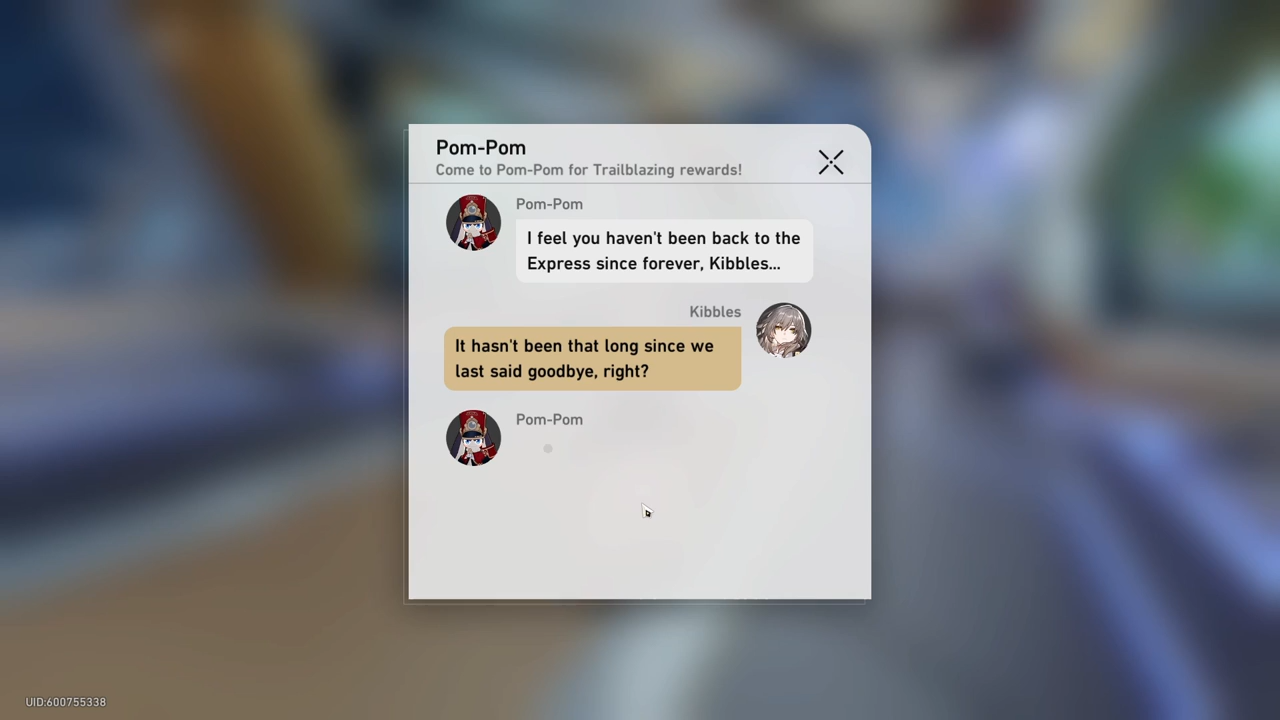 Pom-Pom
Come to Pom-Pom for Trailblazing rewards!
Pom-Pom
I feel you haven't been back to the
Express since forever, Kibbles...
Kibbles
It hasn't been that long since we
last said goodbye, right?
Pom-Pom
UID:600755338